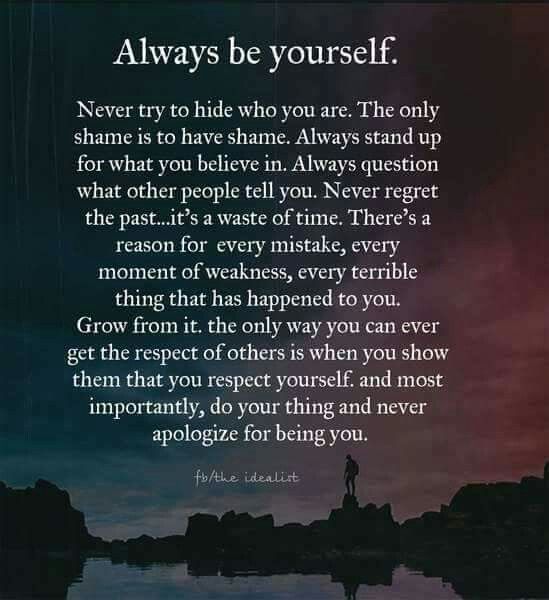 Always be yourself.
Never try to hide who you are. The only
shame is to have shame. Always stand up
for what you believe in. Always question
what other people tell you. Never regret
the past...it's a waste of time. There's a
reason for every mistake, every
moment of weakness, every terrible
thing that has happened to you.
Grow from it. the only way you can ever
get the respect of others is when you show
them that you respect yourself. and most
importantly, do your thing and never
apologize for being you.
fb/the idealist